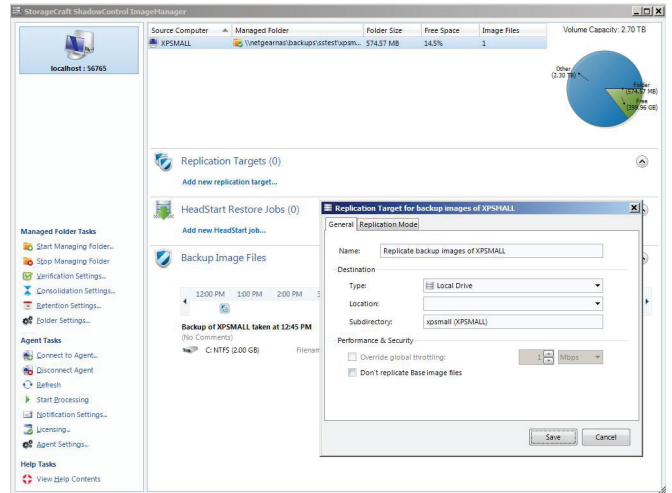 StorageCraft ShadowControl ImageManager
localhost : 56765
Source Computer Managed Folder Folder Size Free Space Image Files
XPSMALL \\netgearnas\backups\sstest\xpsm... 574.57 MB 14.5% 1
Volume Capacity: 2.70 TB
Other
(2.30 TB)
Folder
(574.57 MB)
Free
(399.96 GB)
Replication Targets (0)
Add new replication target...
HeadStart Restore Jobs (0)
Add new HeadStart job...
Backup Image Files
12:00 PM 1:00 PM 2:00 PM
Backup of XPSMALL taken at 12:45 PM
(No Comments)
C: NTFS (2.00 GB) Filenam
Managed Folder Tasks
Start Managing Folder...
Stop Managing Folder
Verification Settings...
Consolidation Settings...
Retention Settings...
Folder Settings...
Agent Tasks
Connect to Agent...
Disconnect Agent
Refresh
Start Processing
Notification Settings...
Licensing...
Agent Settings...
Help Tasks
View Help Contents
Replication Target for backup images of XPSMALL
General Replication Mode
Name: Replicate backup images of XPSMALL
Destination
Type: Local Drive
Location:
Subdirectory: xpsmall (XPSMALL)
Performance & Security
Override global throttling: 1 Mbps
Don't replicate Base image files
Save Cancel